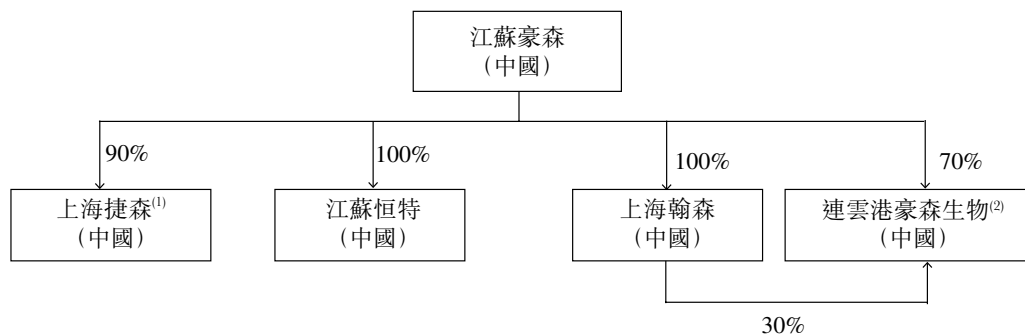 江蘇豪森
（中國）
90%
100%
100%
70%
上海捷森(1)
（中國）
江蘇恒特
（中國）
上海翰森
（中國）
連雲港豪森生物(2)
（中國）
30%